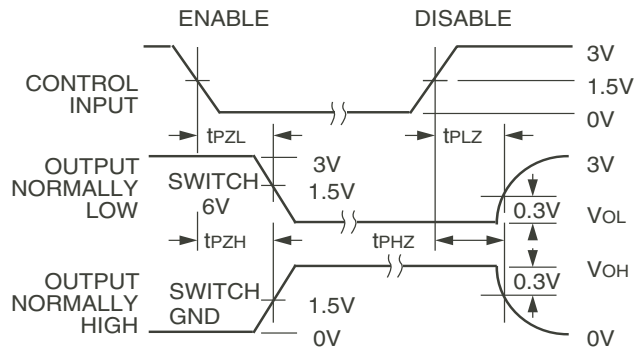 ENABLE DISABLE
3V
CONTROL INPUT 1.5V
0V
tPZL tPLZ
OUTPUT NORMALLY LOW
SWITCH 6V
3V
1.5V
3V
0.3V
VOL
tPZH tPHZ
OUTPUT NORMALLY HIGH
SWITCH GND
1.5V
0V
VOH
0.3V
0V